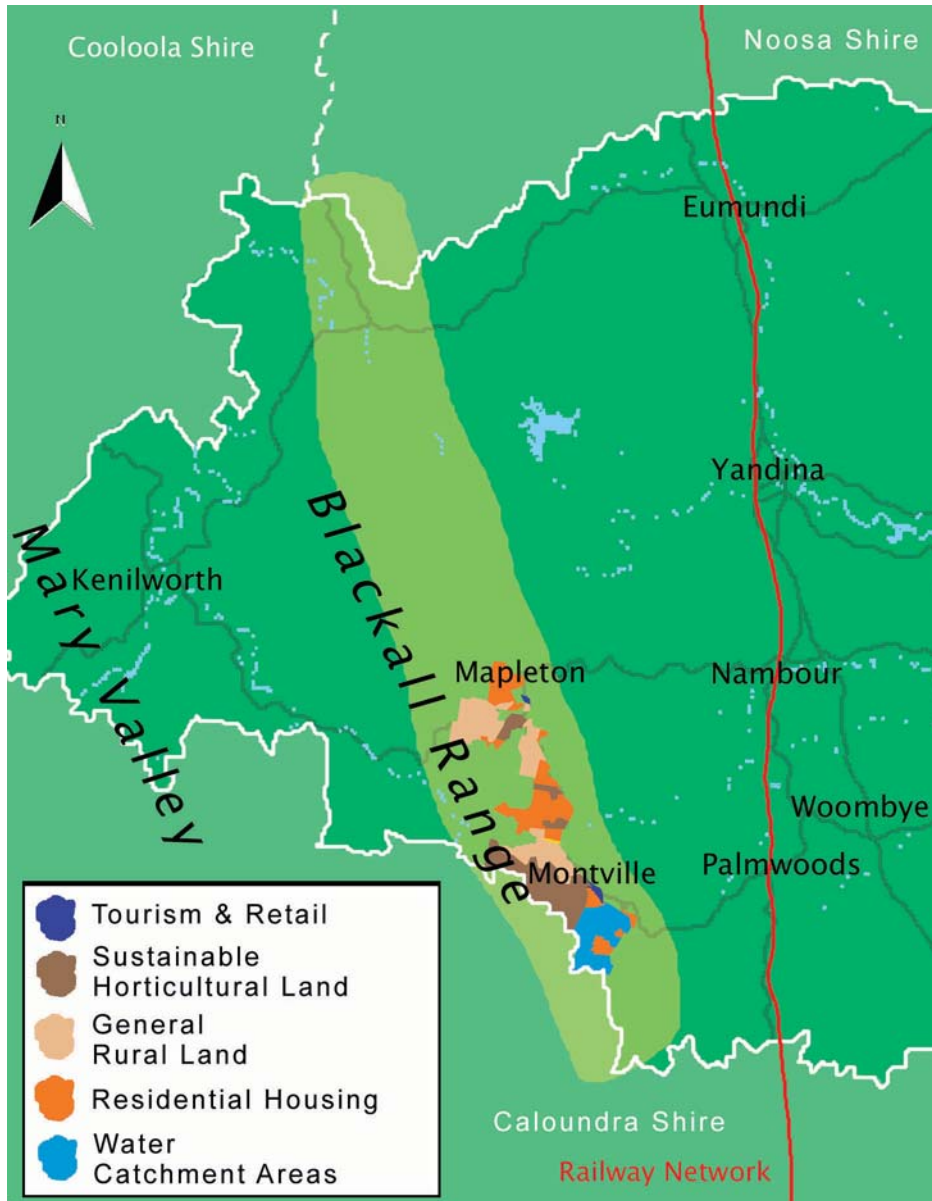 Cooloola Shire
Noosa Shire
N
Eumundi
Yandina
Blackall Range
Mary Valley
Kenilworth
Mapleton
Nambour
Woombye
Montville
Palmwoods
Tourism & Retail
Sustainable
Horticultural Land
General
Rural Land
Residential Housing
Water
Catchment Areas
Caloundra Shire
Railway Network